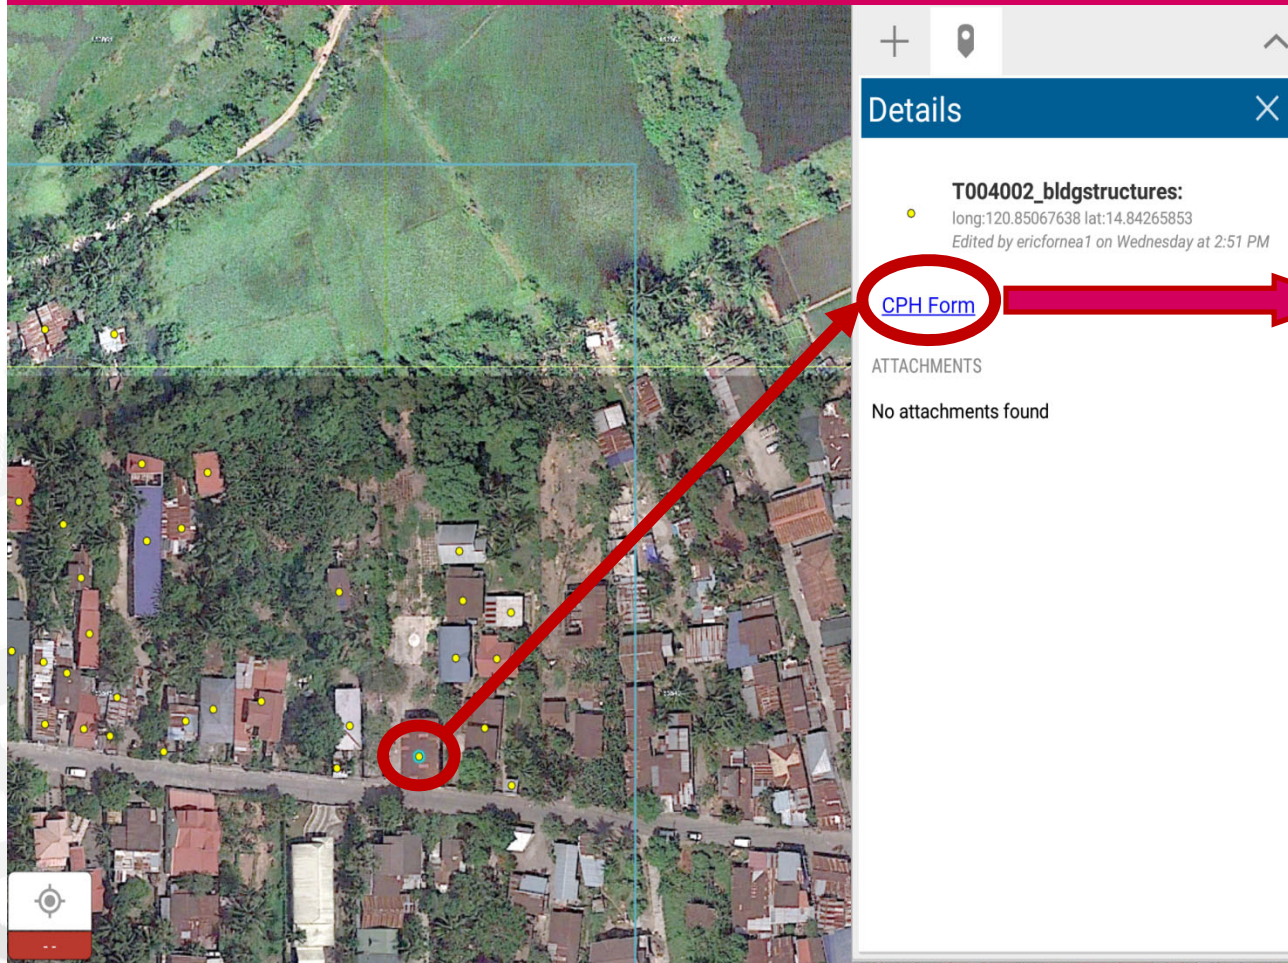 Details
T004002_bldgstructures:
long:120.85067638 lat:14.84265853
Edited by ericfornea1 on Wednesday at 2:51 PM
CPH Form
ATTACHMENTS
No attachments found
--